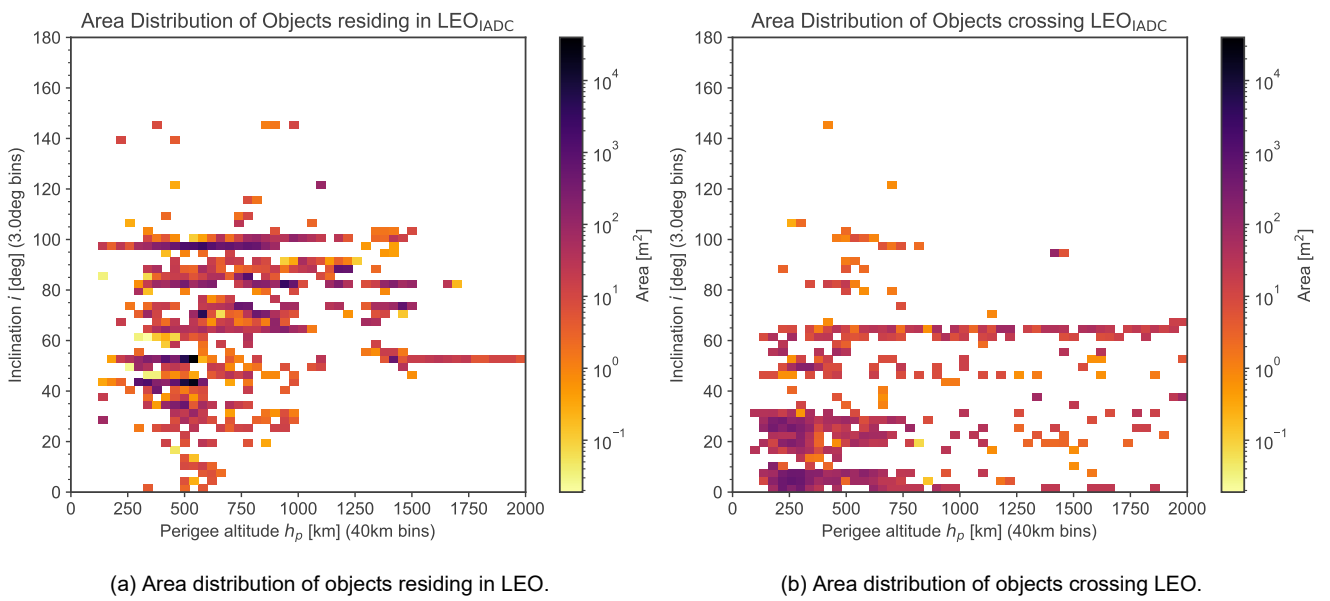 Area Distribution of Objects residing in LEO_IADC
180
160
140
120
100
80
60
40
20
0
0 250 500 750 1000 1250 1500 1750 2000
Inclination i [deg] (3.0deg bins)
Perigee altitude h_p [km] (40km bins)
10^4
10^3
10^2
10^1
10^0
10^−1
Area [m^2]
(a) Area distribution of objects residing in LEO.
Area Distribution of Objects crossing LEO_IADC
180
160
140
120
100
80
60
40
20
0
0 250 500 750 1000 1250 1500 1750 2000
Inclination i [deg] (3.0deg bins)
Perigee altitude h_p [km] (40km bins)
10^4
10^3
10^2
10^1
10^0
10^−1
Area [m^2]
(b) Area distribution of objects crossing LEO.